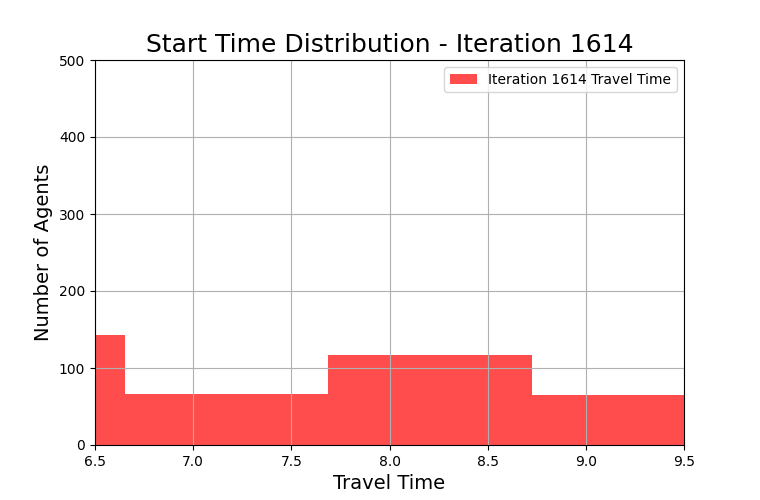 Start Time Distribution - Iteration 1614
Iteration 1614 Travel Time
Number of Agents
500
400
300
200
100
0
6.5 7.0 7.5 8.0 8.5 9.0 9.5
Travel Time